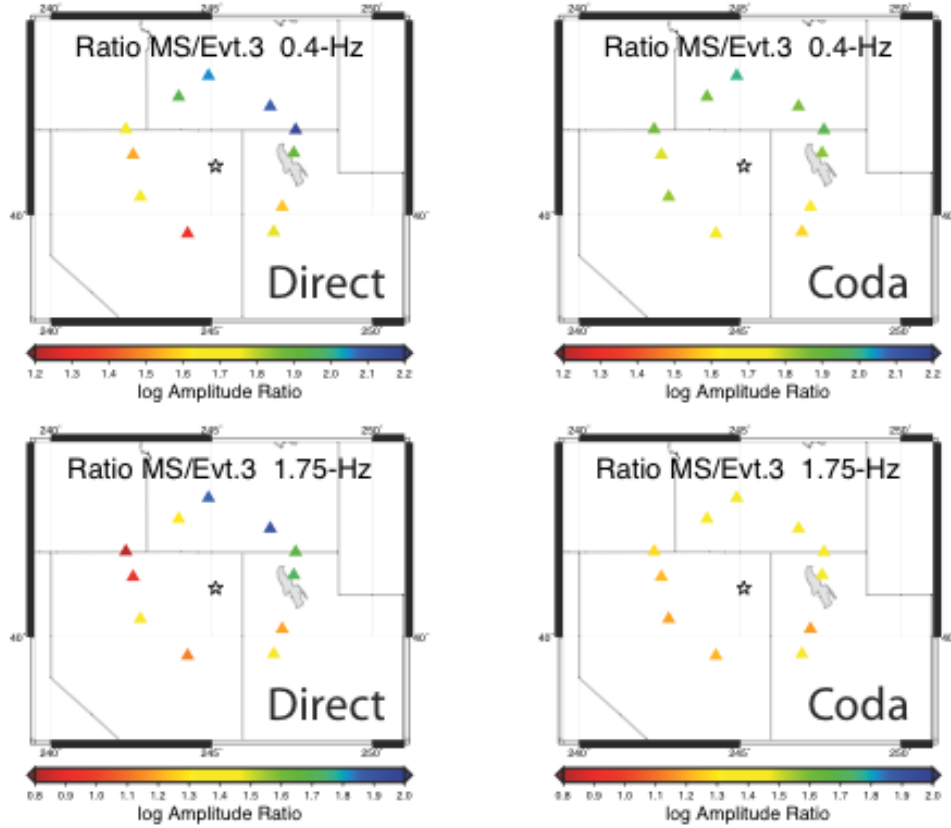 240° 245° 250°
Ratio MS/Evt.3 0.4-Hz
40° 40°
Direct
240° 245° 250°
1.2 1.3 1.4 1.5 1.6 1.7 1.8 1.9 2.0 2.1 2.2
log Amplitude Ratio
240° 245° 250°
Ratio MS/Evt.3 0.4-Hz
40° 40
Coda
240° 245° 250°
1.2 1.3 1.4 1.5 1.6 1.7 1.8 1.9 2.0 2.1 2.2
log Amplitude Ratio
240° 245° 250°
Ratio MS/Evt.3 1.75-Hz
40° 40°
Direct
240° 245° 250°
0.8 0.9 1.0 1.1 1.2 1.3 1.4 1.5 1.6 1.7 1.8 1.9 2.0
log Amplitude Ratio
240° 245° 250°
Ratio MS/Evt.3 1.75-Hz
40° 40
Coda
240° 245° 250°
0.8 0.9 1.0 1.1 1.2 1.3 1.4 1.5 1.6 1.7 1.8 1.9 2.0
log Amplitude Ratio